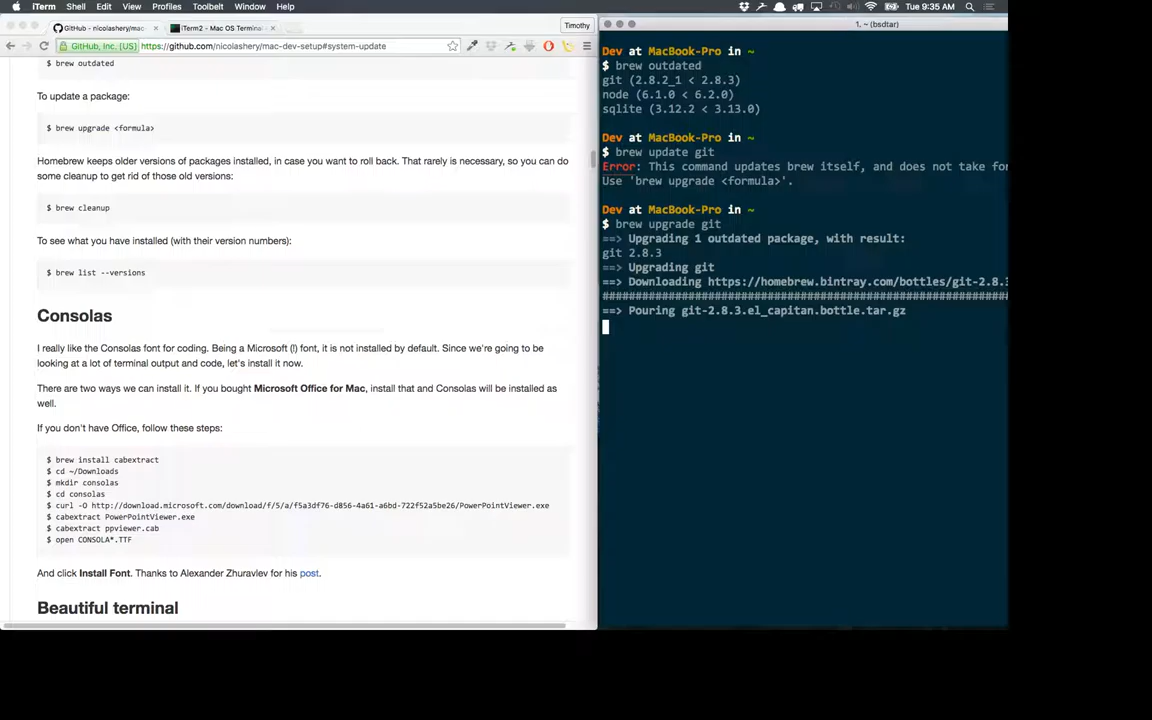 iTerm Shell Edit View Profiles Toolbelt Window Help Tue 9:35 AM
GitHub - nicolashery/mac- iTerm2 - Mac OS Terminal Timothy
GitHub, Inc. [US] https://github.com/nicolashery/mac-dev-setup#system-update
$ brew outdated
To update a package:
$ brew upgrade <formula>
Homebrew keeps older versions of packages installed, in case you want to roll back. That rarely is necessary, so you can do
some cleanup to get rid of those old versions:
$ brew cleanup
To see what you have installed (with their version numbers):
$ brew list --versions
Consolas
I really like the Consolas font for coding. Being a Microsoft (!) font, it is not installed by default. Since we're going to be
looking at a lot of terminal output and code, let's install it now.
There are two ways we can install it. If you bought Microsoft Office for Mac, install that and Consolas will be installed as
well.
If you don't have Office, follow these steps:
$ brew install cabextract
$ cd ~/Downloads
$ mkdir consolas
$ cd consolas
$ curl -O http://download.microsoft.com/download/f/5/a/f5a3df76-d856-4a61-a6bd-722f52a5be26/PowerPointViewer.exe
$ cabextract PowerPointViewer.exe
$ cabextract ppviewer.cab
$ open CONSOLA*.TTF
And click Install Font. Thanks to Alexander Zhuravlev for his post.
Beautiful terminal
1. ~ (bsdtar)
Dev at MacBook-Pro in ~
$ brew outdated
git (2.8.2_1 < 2.8.3)
node (6.1.0 < 6.2.0)
sqlite (3.12.2 < 3.13.0)
Dev at MacBook-Pro in ~
$ brew update git
Error: This command updates brew itself, and does not take for
Use 'brew upgrade <formula>'.
Dev at MacBook-Pro in ~
$ brew upgrade git
==> Upgrading 1 outdated package, with result:
git 2.8.3
==> Upgrading git
==> Downloading https://homebrew.bintray.com/bottles/git-2.8.3
==> Pouring git-2.8.3.el_capitan.bottle.tar.gz